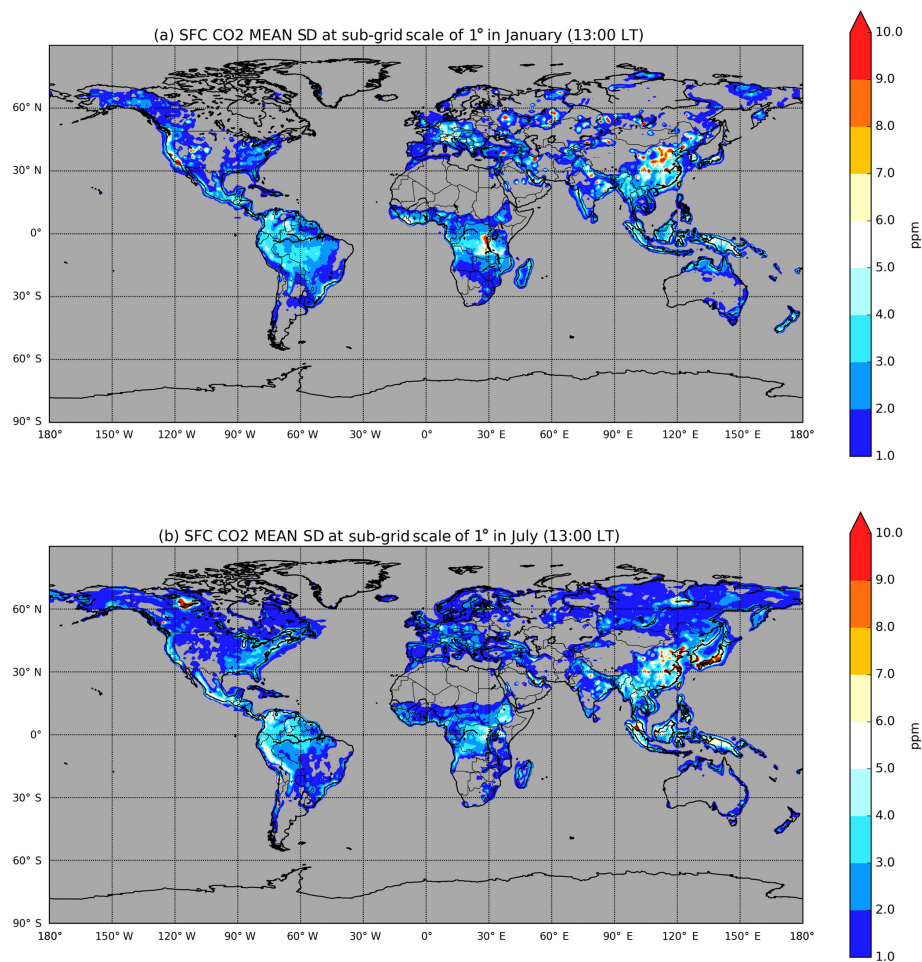 (a) SFC CO2 MEAN SD at sub-grid scale of 1° in January (13:00 LT)
60° N
30° N
0°
30° S
60° S
90° S
180° 150° W 120° W 90° W 60° W 30° W 0° 30° E 60° E 90° E 120° E 150° E 180°
10.0
9.0
8.0
7.0
6.0
5.0
4.0
3.0
2.0
1.0
ppm
(b) SFC CO2 MEAN SD at sub-grid scale of 1° in July (13:00 LT)
60° N
30° N
0°
30° S
60° S
90° S
180° 150° W 120° W 90° W 60° W 30° W 0° 30° E 60° E 90° E 120° E 150° E 180°
10.0
9.0
8.0
7.0
6.0
5.0
4.0
3.0
2.0
1.0
ppm